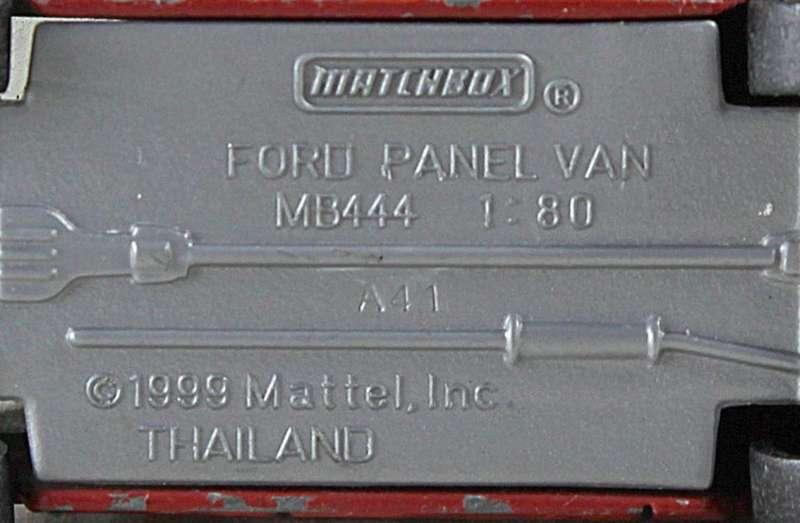 MATCHBOX ®
FORD PANEL VAN
MB444 1:80
A41
©1999 Mattel, Inc.
THAILAND